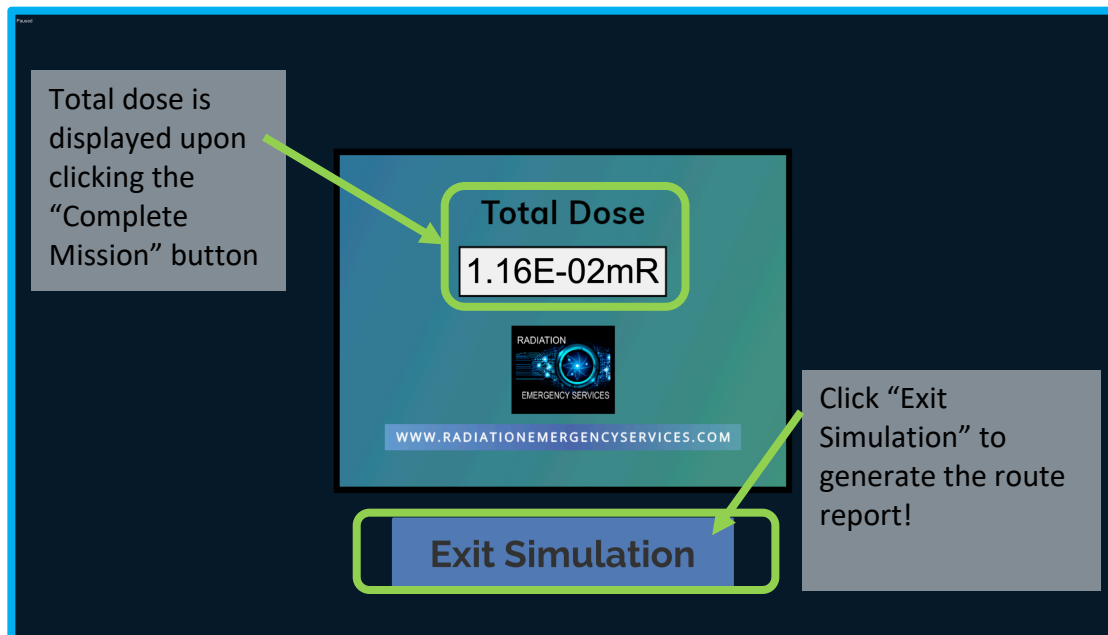 Paused
Total dose is
displayed upon
clicking the
“Complete
Mission” button
Total Dose
1.16E-02mR
RADIATION
EMERGENCY SERVICES
WWW.RADIATIONEMERGENCYSERVICES.COM
Click “Exit
Simulation” to
generate the route
report!
Exit Simulation